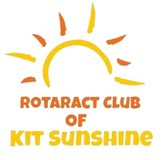 ROTARACT CLUB
OF
KIT SUNSHINE